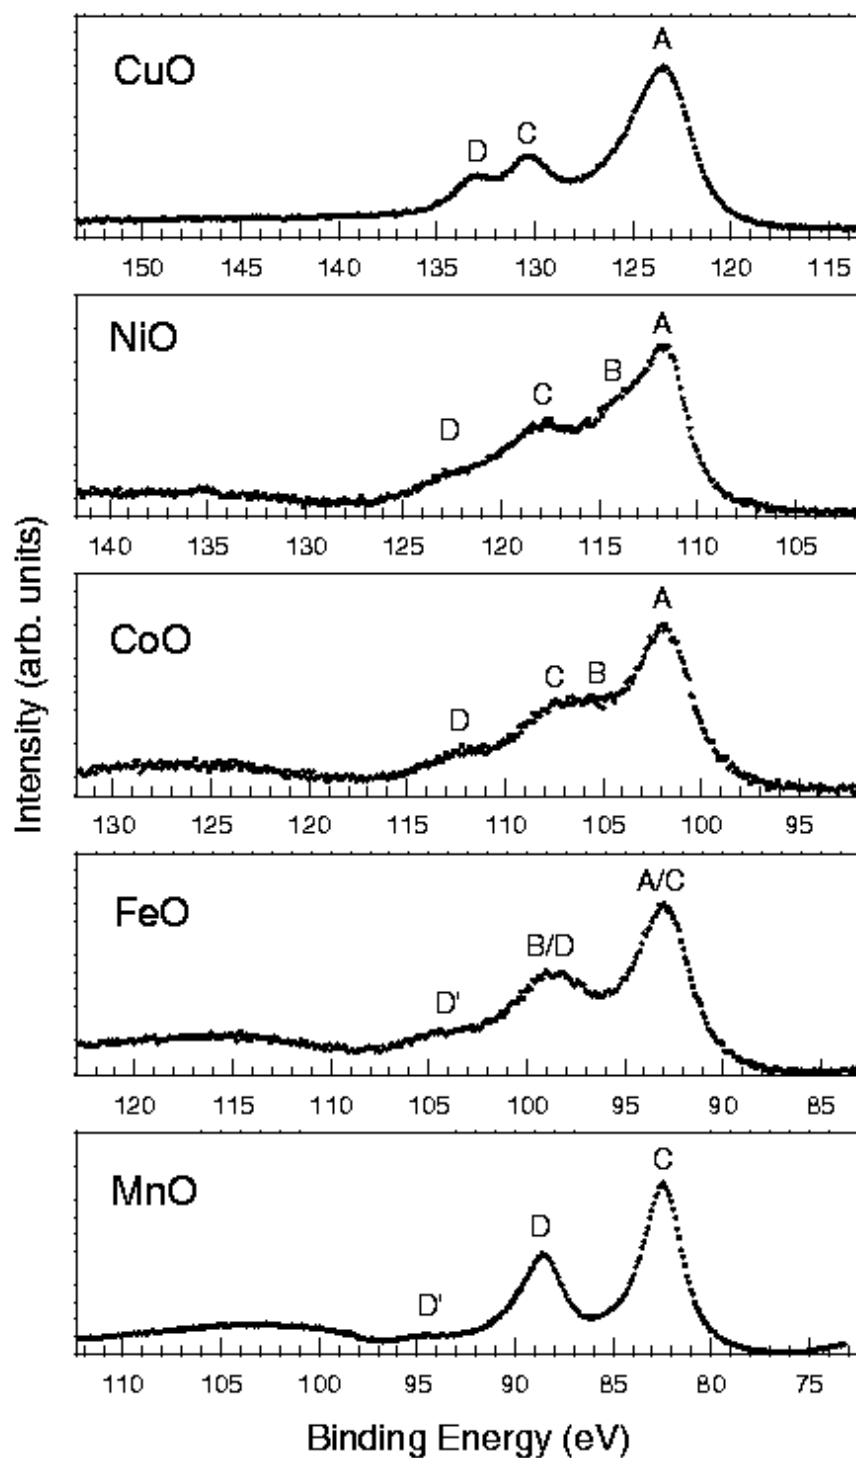 A
CuO
C
D
150 145 140 135 130 125 120 115
NiO
A
B
C
D
140 135 130 125 120 115 110 105
A
CoO
C B
D
130 125 120 115 110 105 100 95
A/C
FeO
B/D
D'
120 115 110 105 100 95 90 85
C
MnO
D
D'
110 105 100 95 90 85 80 75
Intensity (arb. units)
Binding Energy (eV)